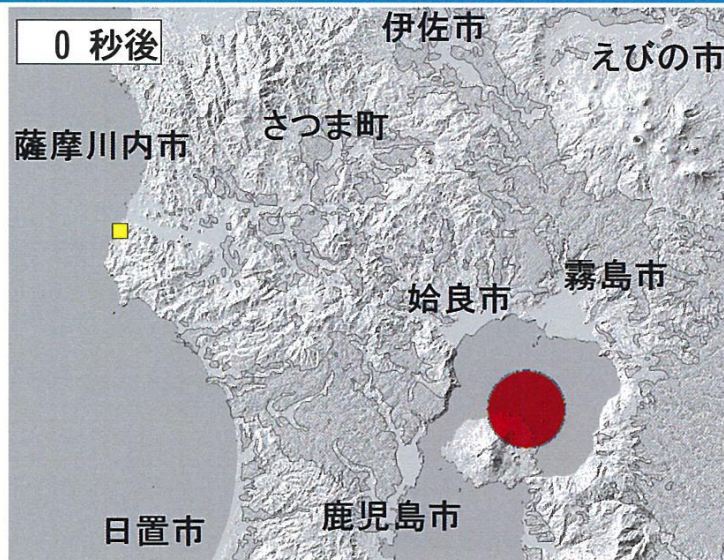 0 秒後
伊佐市
えびの市
さつま町
薩摩川内市
霧島市
姶良市
鹿児島市
日置市